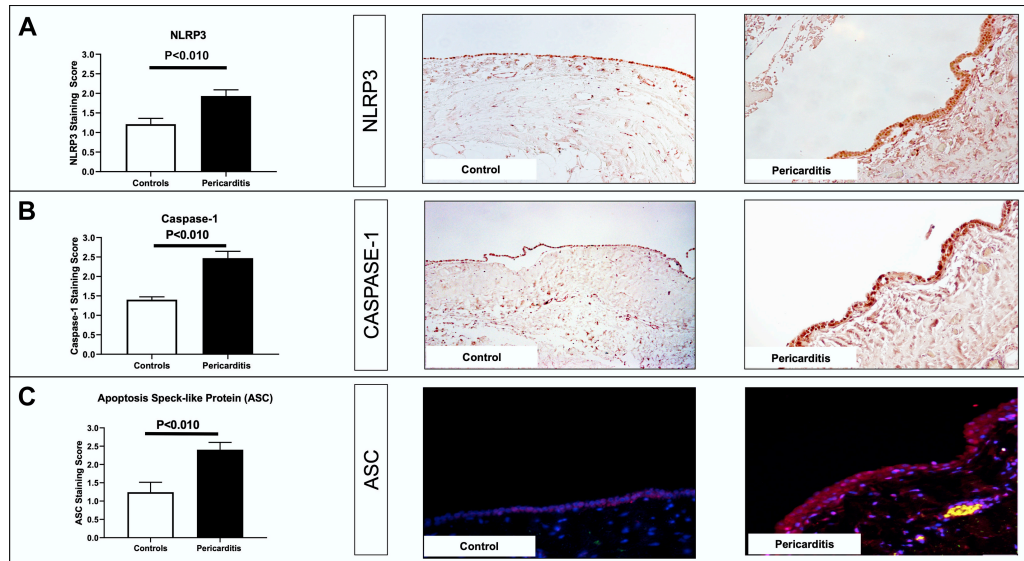 A
NLRP3
P<0.010
NLRP3 Staining Score
3.0
2.5
2.0
1.5
1.0
0.5
0.0
Controls
Pericarditis
NLRP3
Control
Pericarditis
B
Caspase-1
P<0.010
Caspase-1 Staining Score
3.0
2.5
2.0
1.5
1.0
0.5
0.0
Controls
Pericarditis
CASPASE-1
Control
Pericarditis
C
Apoptosis Speck-like Protein (ASC)
P<0.010
ASC Staining Score
3.0
2.5
2.0
1.5
1.0
0.5
0.0
Controls
Pericarditis
ASC
Control
Pericarditis